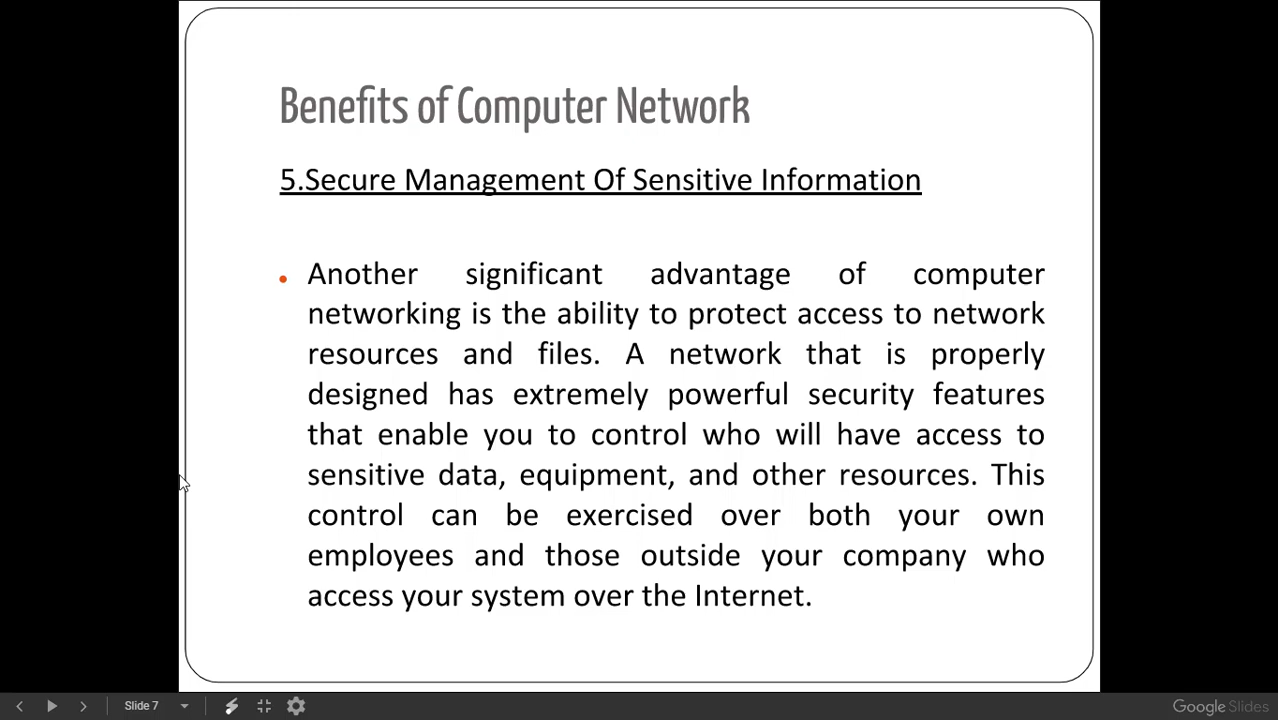 Benefits of Computer Network
5.Secure Management Of Sensitive Information
Another significant advantage of computer
networking is the ability to protect access to network
resources and files. A network that is properly
designed has extremely powerful security features
that enable you to control who will have access to
sensitive data, equipment, and other resources. This
control can be exercised over both your own
employees and those outside your company who
access your system over the Internet.
Slide 7
Google Slides